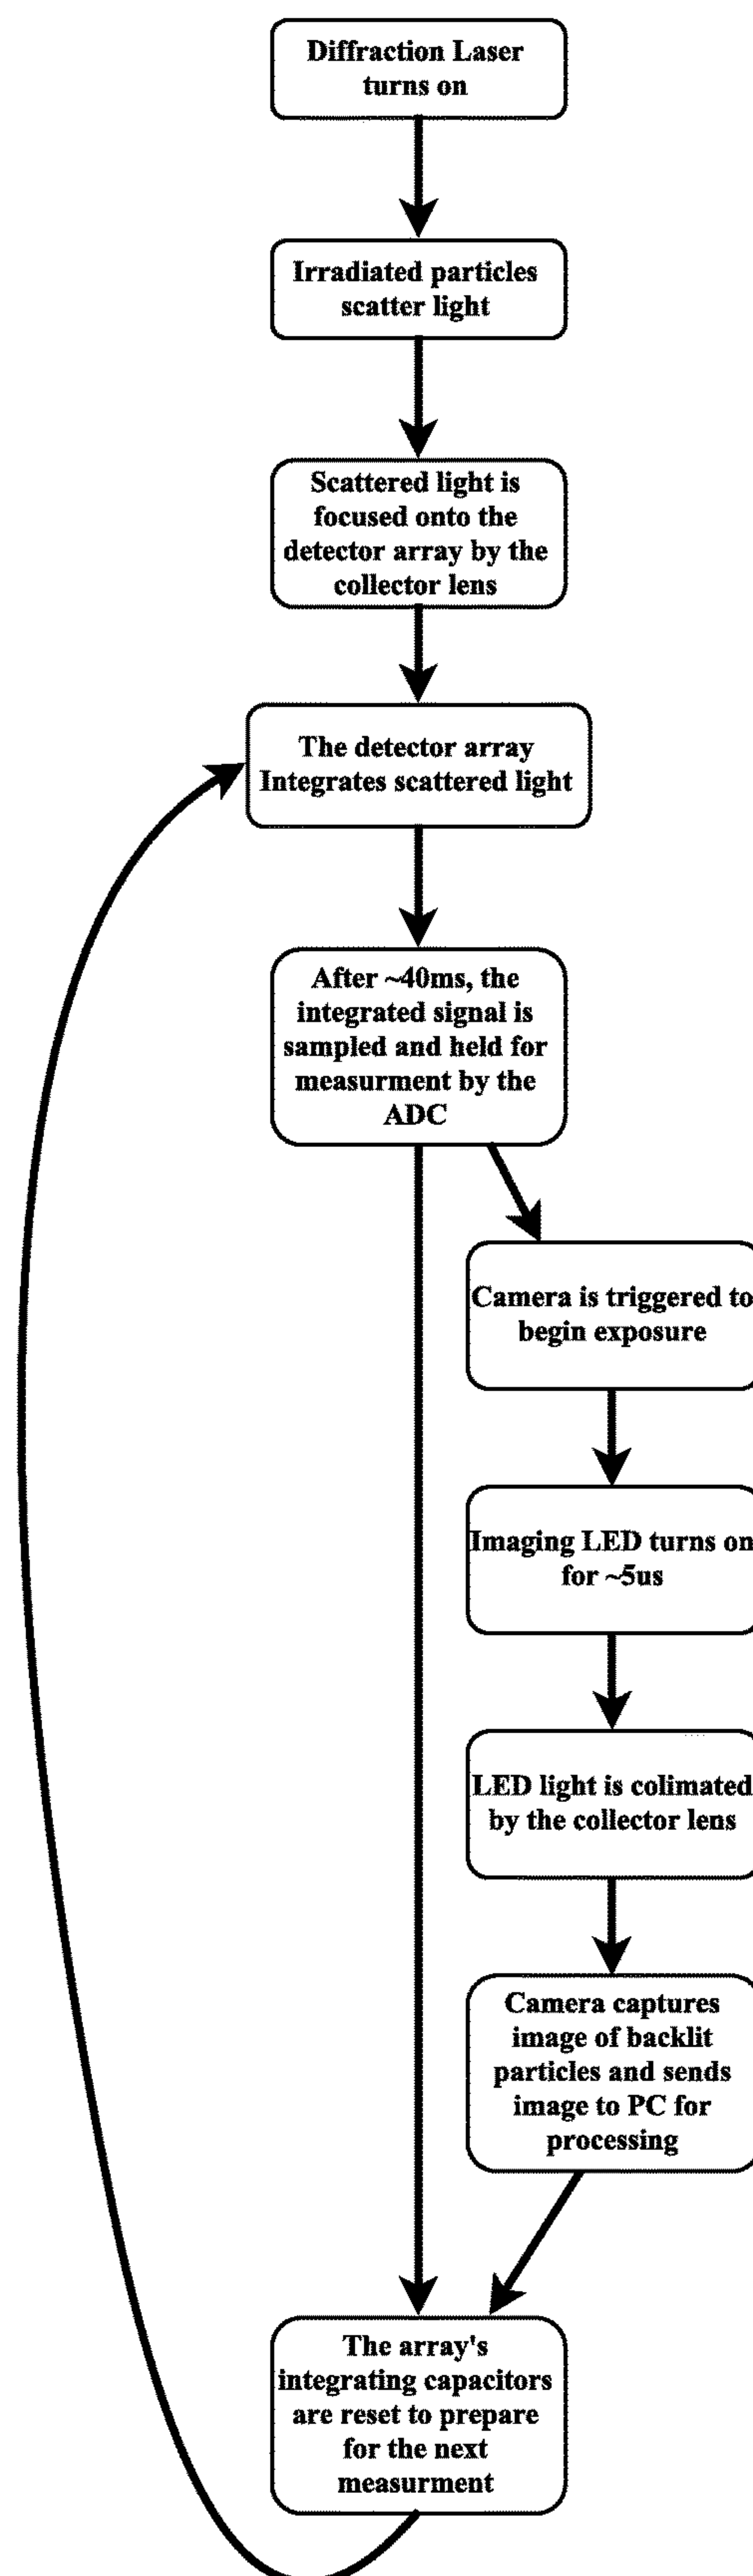 Diffraction Laser
turns on
Irradiated particles
scatter light
Scattered light is
focused onto the
detector array by the
collector lens
The detector array
Integrates scattered light
After ~40ms, the
integrated signal is
sampled and held for
measurment by the
ADC
Camera is triggered to
begin exposure
Imaging LED turns on
for ~5us
LED light is colimated
by the collector lens
Camera captures
image of backlit
particles and sends
image to PC for
processing
The array's
integrating capacitors
are reset to prepare
for the next
measurment